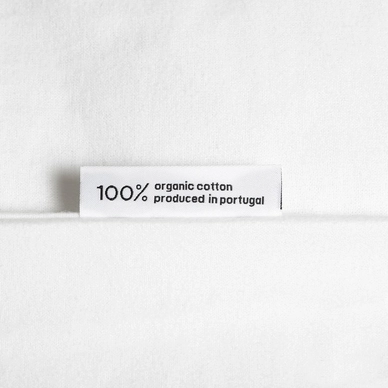 100% organic cotton
produced in portugal